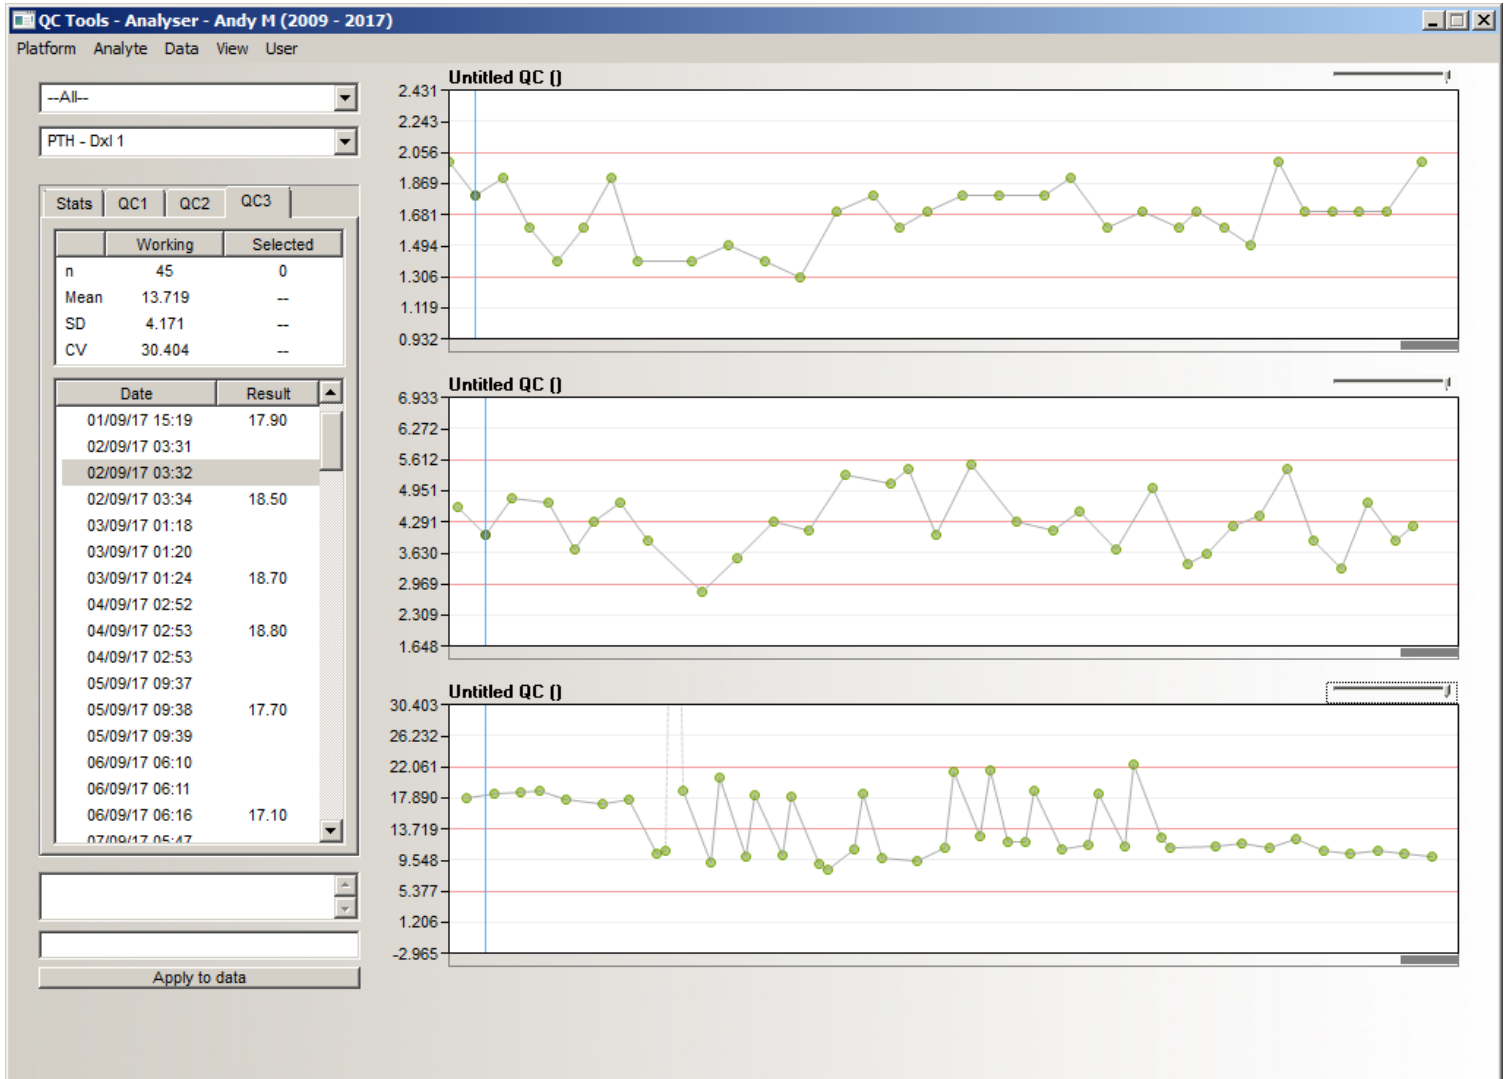 QC Tools - Analyser - Andy M (2009 - 2017)
Platform Analyte Data View User
--All--
PTH - DxI 1
Stats QC1 QC2 QC3
Working Selected
n 45 0
Mean 13.719 --
SD 4.171 --
CV 30.404 --
Date Result
01/09/17 15:19 17.90
02/09/17 03:31
02/09/17 03:32
02/09/17 03:34 18.50
03/09/17 01:18
03/09/17 01:20
03/09/17 01:24 18.70
04/09/17 02:52
04/09/17 02:53 18.80
04/09/17 02:53
05/09/17 09:37
05/09/17 09:38 17.70
05/09/17 09:39
06/09/17 06:10
06/09/17 06:11
06/09/17 06:16 17.10
07/09/17 05:47
Apply to data
Untitled QC ()
2.431
2.243
2.056
1.869
1.681
1.494
1.306
1.119
0.932
Untitled QC ()
6.933
6.272
5.612
4.951
4.291
3.630
2.969
2.309
1.648
Untitled QC ()
30.403
26.232
22.061
17.890
13.719
9.548
5.377
1.206
-2.965